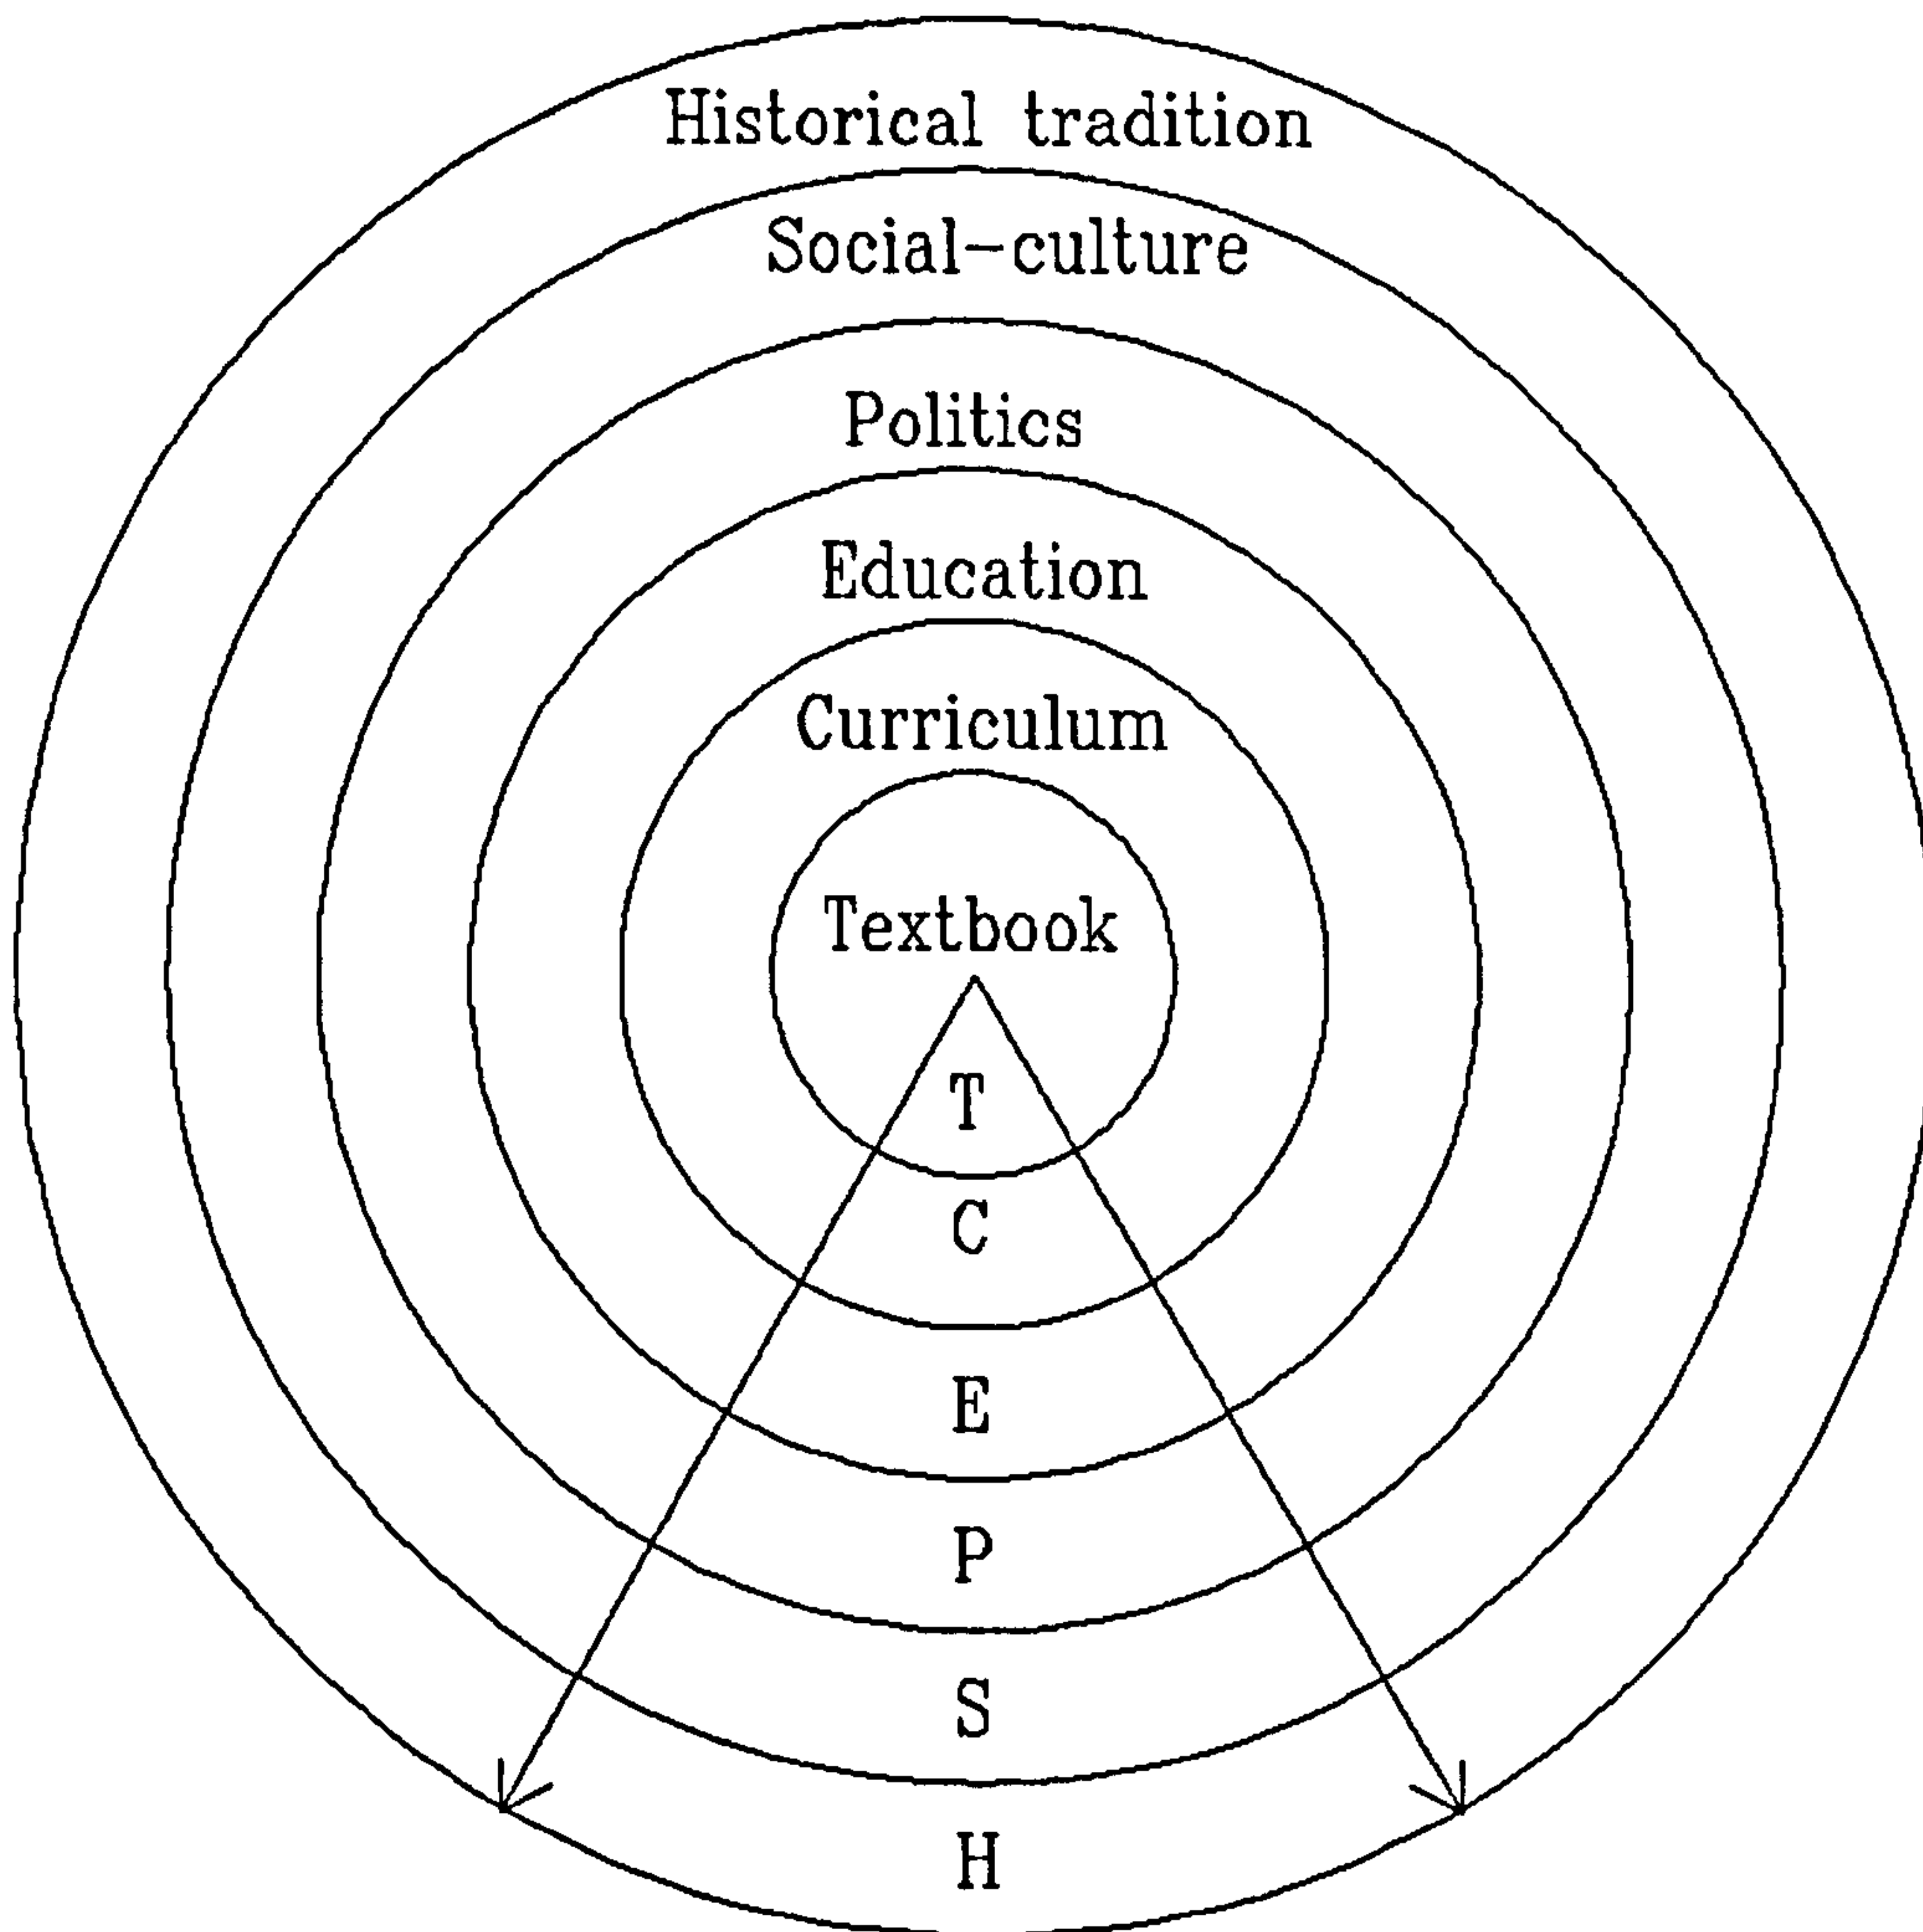 Historical tradition
Social-culture
Politics
Education
Curriculum
Textbook
T
C
E
P
S
H